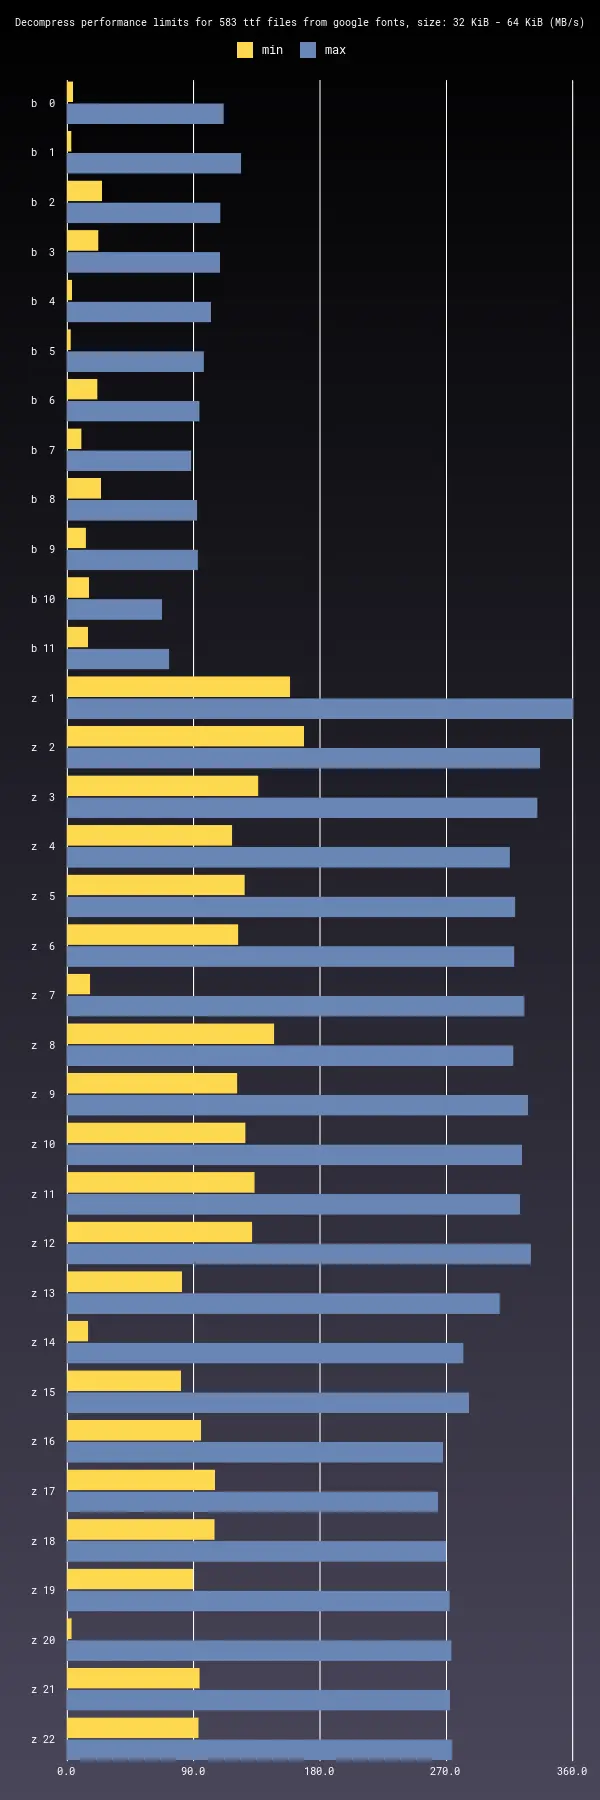 Decompress performance limits for 583 ttf files from google fonts, size: 32 KiB - 64 KiB (MB/s)
min max
b 0
b 1
b 2
b 3
b 4
b 5
b 6
b 7
b 8
b 9
b 10
b 11
z 1
z 2
z 3
z 4
z 5
z 6
z 7
z 8
z 9
z 10
z 11
z 12
z 13
z 14
z 15
z 16
z 17
z 18
z 19
z 20
z 21
z 22
0.0 90.0 180.0 270.0 360.0